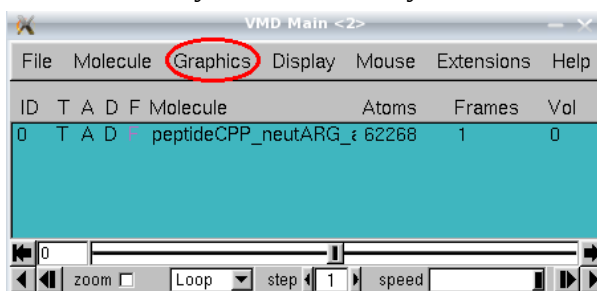 VMD Main <2>
File Molecule Graphics Display Mouse Extensions Help
ID T A D F Molecule Atoms Frames Vol
0 T A D F peptideCPP_neutARG_ 62268 1 0
0
zoom Loop step 1 speed